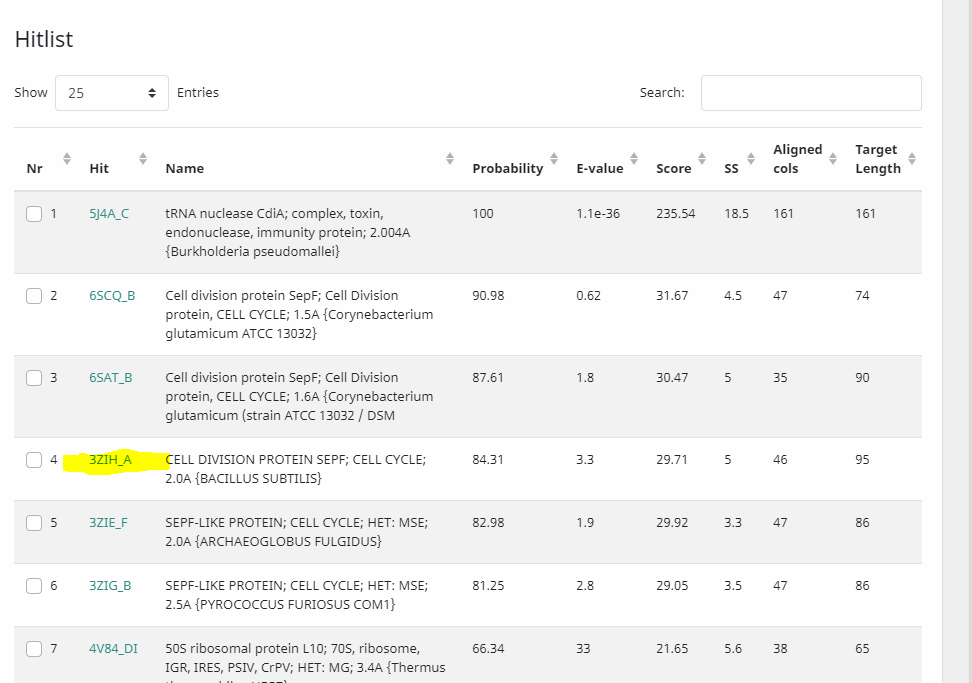 Hitlist
Show 25 Entries Search:
Nr Hit Name Probability E-value Score SS Aligned cols Target Length
1 5J4A_C tRNA nuclease CdiA; complex, toxin, 100 1.1e-36 235.54 18.5 161 161
endonuclease, immunity protein; 2.004A
{Burkholderia pseudomallei}
2 6SCQ_B Cell division protein SepF; Cell Division 90.98 0.62 31.67 4.5 47 74
protein, CELL CYCLE; 1.5A {Corynebacterium
glutamicum ATCC 13032}
3 6SAT_B Cell division protein SepF; Cell Division 87.61 1.8 30.47 5 35 90
protein, CELL CYCLE; 1.6A {Corynebacterium
glutamicum (strain ATCC 13032 / DSM
4 3ZIH_A CELL DIVISION PROTEIN SEPF; CELL CYCLE; 84.31 3.3 29.71 5 46 95
2.0A {BACILLUS SUBTILIS}
5 3ZIE_F SEPF-LIKE PROTEIN; CELL CYCLE; HET: MSE; 82.98 1.9 29.92 3.3 47 86
2.0A {ARCHAEOGLOBUS FULGIDUS}
6 3ZIG_B SEPF-LIKE PROTEIN; CELL CYCLE; HET: MSE; 81.25 2.8 29.05 3.5 47 86
2.5A {PYROCOCCUS FURIOSUS COM1}
7 4V84_DI 50S ribosomal protein L10; 70S, ribosome, 66.34 33 21.65 5.6 38 65
IGR, IRES, PSIV, CrPV; HET: MG; 3.4A {Thermus